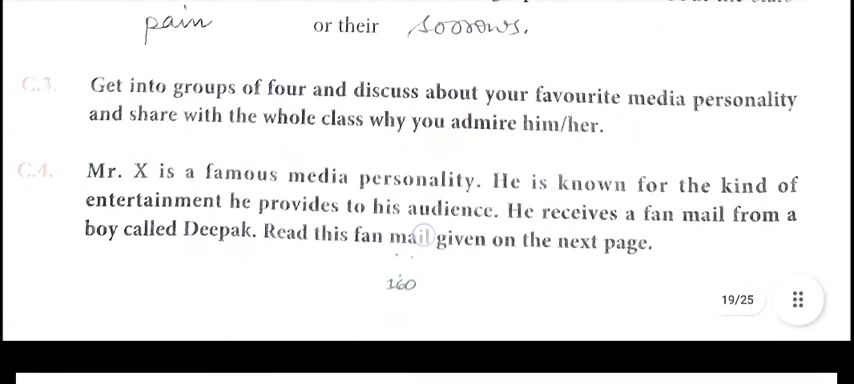 pain or their sorrows.
C.3. Get into groups of four and discuss about your favourite media personality
and share with the whole class why you admire him/her.
C.4. Mr. X is a famous media personality. He is known for the kind of
entertainment he provides to his audience. He receives a fan mail from a
boy called Deepak. Read this fan mail given on the next page.
160
19/25